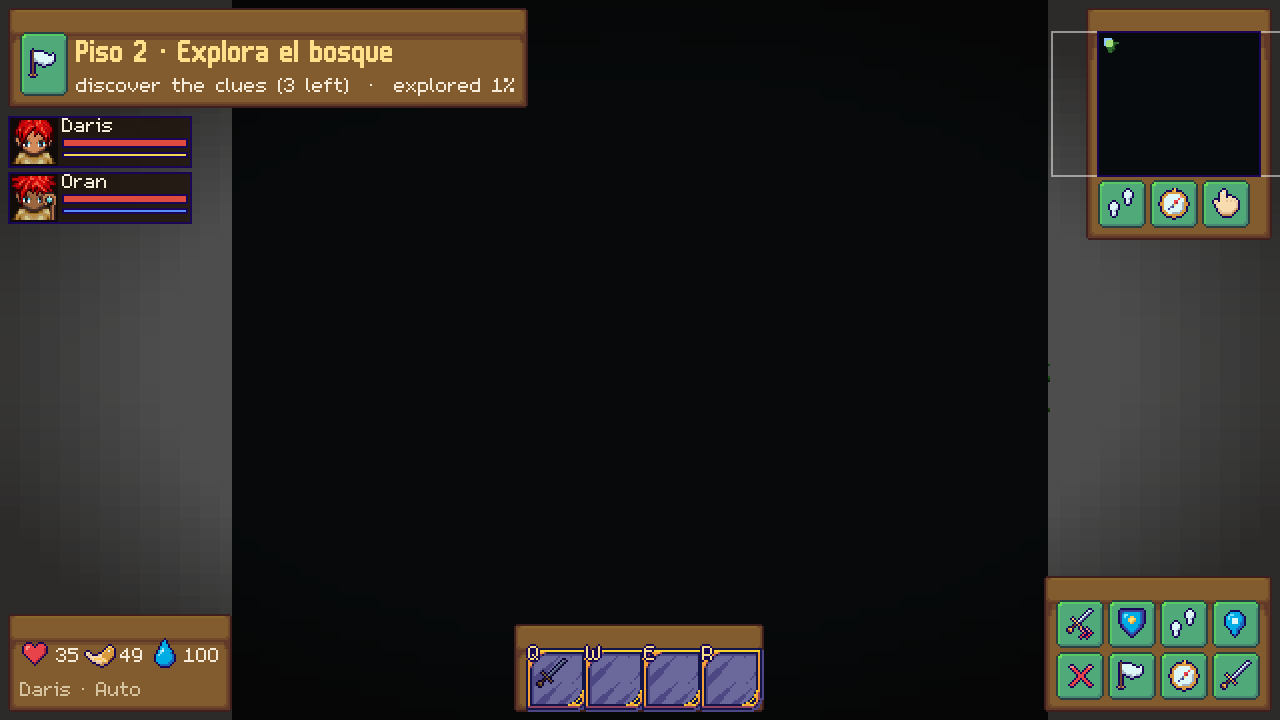 Piso 2 · Explora el bosque
discover the clues (3 left) · explored 1%
Daris
Oran
35 49 100
Daris · Auto
Q W E R